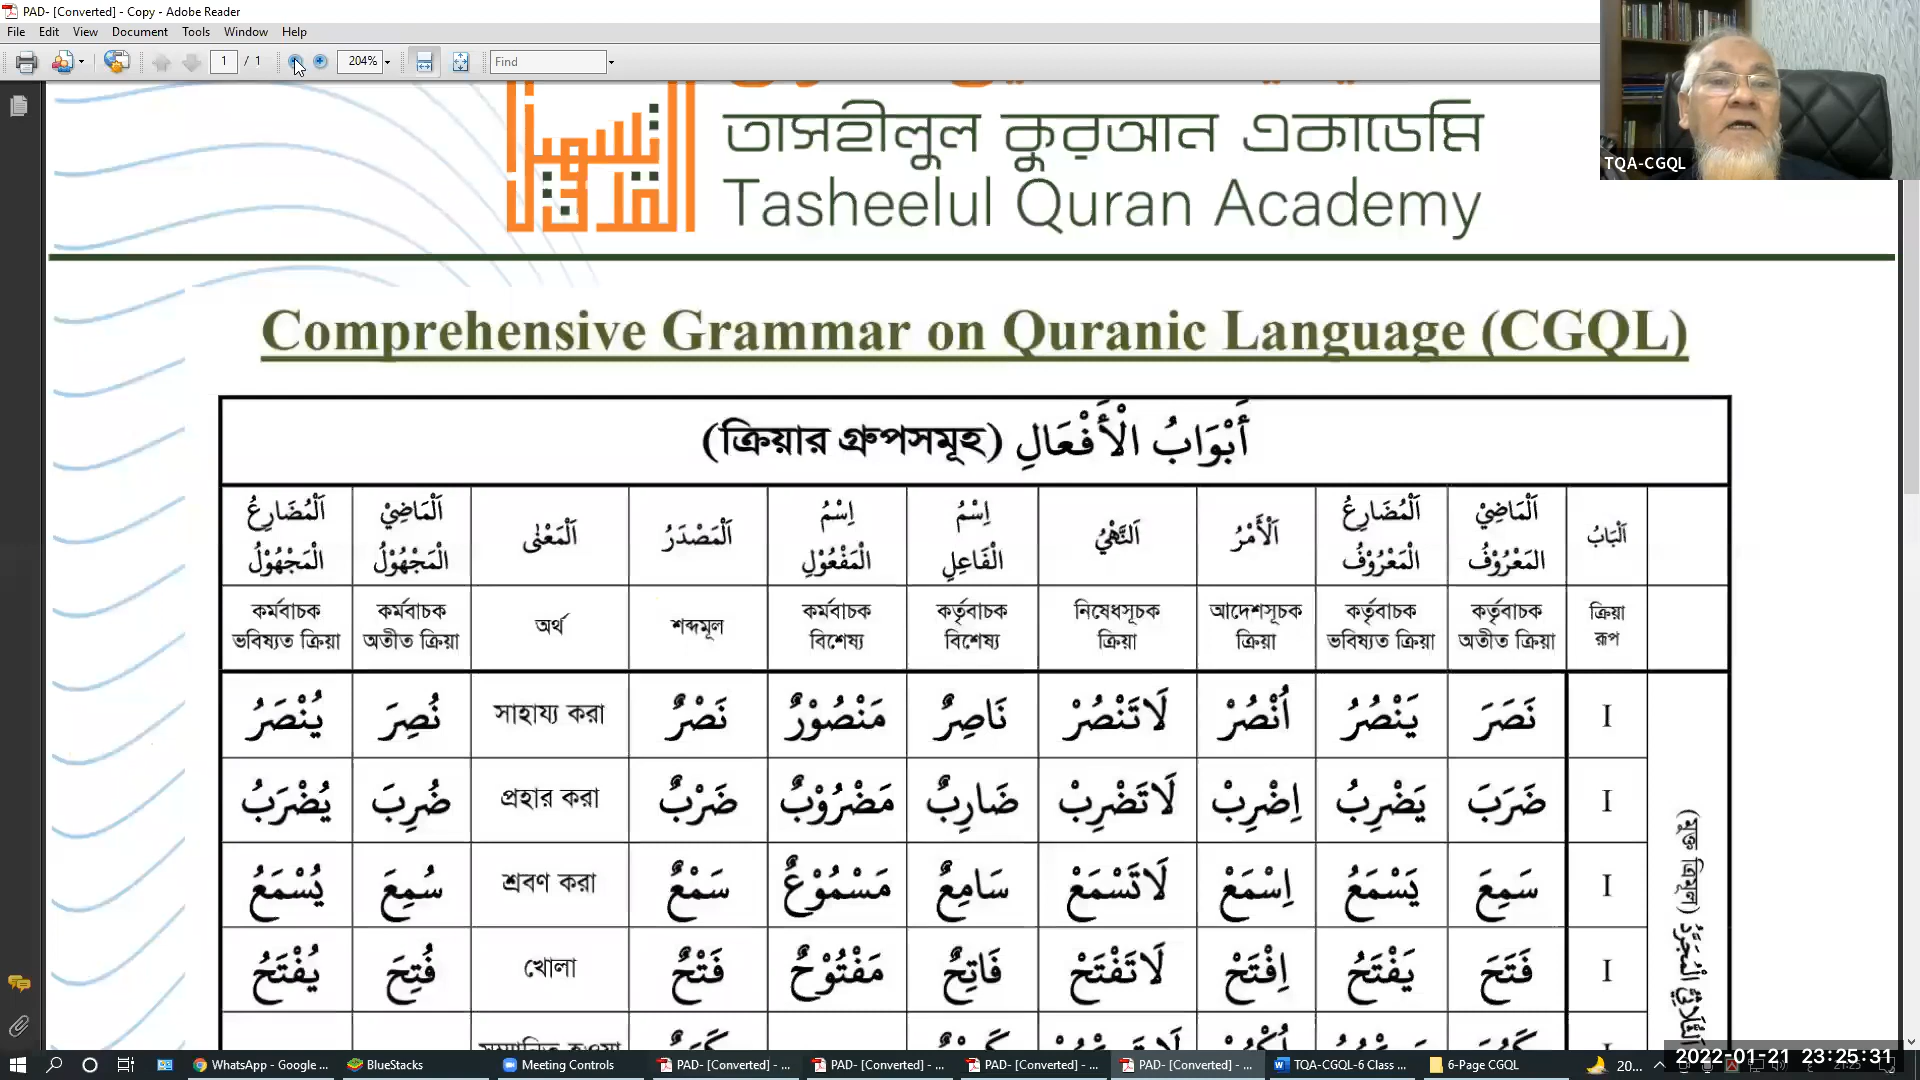 PAD- [Converted] - Copy - Adobe Reader
File Edit View Document Tools Window Help
1 / 1 204% Find
TQA-CGQL
তাসহীলুল কুরআন একাডেমি
Tasheelul Quran Academy
Comprehensive Grammar on Quranic Language (CGQL)
أَبْوَابُ الْأَفْعَالِ (ক্রিয়ার গ্রুপসমূহ)
اَلْبَابُ اَلْمَاضِيْ المَعْرُوْفُ اَلْمُضَارِعُ الْمَعْرُوْفُ اَلْأَمْرُ اَلنَّهْيُ اِسْمُ الْفَاعِلِ اِسْمُ الْمَفْعُوْلِ اَلْمَصْدَرُ اَلْمَعْنٰى اَلْمَاضِيْ الْمَجْهُوْلُ اَلْمُضَارِعُ الْمَجْهُوْلُ
ক্রিয়া রূপ কর্তৃবাচক অতীত ক্রিয়া কর্তৃবাচক ভবিষ্যত ক্রিয়া আদেশসূচক ক্রিয়া নিষেধসূচক ক্রিয়া কর্তৃবাচক বিশেষ্য কর্মবাচক বিশেষ্য শব্দমূল অর্থ কর্মবাচক অতীত ক্রিয়া কর্মবাচক ভবিষ্যত ক্রিয়া
I نَصَرَ يَنْصُرُ اُنْصُرْ لَاتَنْصُرْ نَاصِرٌ مَنْصُوْرٌ نَصْرٌ সাহায্য করা نُصِرَ يُنْصَرُ
I ضَرَبَ يَضْرِبُ اِضْرِبْ لَاتَضْرِبْ ضَارِبٌ مَضْرُوْبٌ ضَرْبٌ প্রহার করা ضُرِبَ يُضْرَبُ
I سَمِعَ يَسْمَعُ اِسْمَعْ لَاتَسْمَعْ سَامِعٌ مَسْمُوْعٌ سَمْعٌ শ্রবণ করা سُمِعَ يُسْمَعُ
I فَتَحَ يَفْتَحُ اِفْتَحْ لَاتَفْتَحْ فَاتِحٌ مَفْتُوْحٌ فَتْحٌ খোলা فُتِحَ يُفْتَحُ
اَلثُّلَاثِيُّ الْمُجَرَّدُ (মুক্ত ত্রিমূল)
WhatsApp - Google ... BlueStacks Meeting Controls PAD- [Converted] - ... PAD- [Converted] - ... PAD- [Converted] - ... PAD- [Converted] - ... TQA-CGQL-6 Class ... 6-Page CGQL 20...
2022-01-21 23:25:31